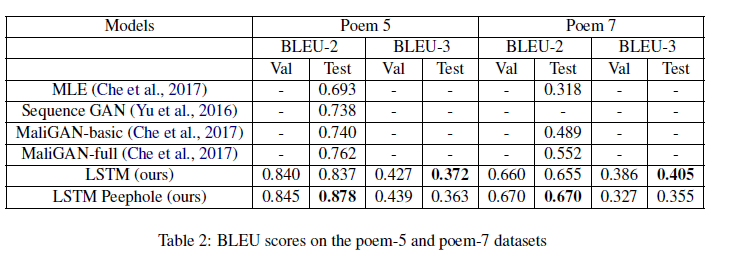 Models Poem 5 Poem 7
BLEU-2 BLEU-3 BLEU-2 BLEU-3
Val Test Val Test Val Test Val Test
MLE (Che et al., 2017) - 0.693 - - - 0.318 - -
Sequence GAN (Yu et al., 2016) - 0.738 - - - - - -
MaliGAN-basic (Che et al., 2017) - 0.740 - - - 0.489 - -
MaliGAN-full (Che et al., 2017) - 0.762 - - - 0.552 - -
LSTM (ours) 0.840 0.837 0.427 0.372 0.660 0.655 0.386 0.405
LSTM Peephole (ours) 0.845 0.878 0.439 0.363 0.670 0.670 0.327 0.355
Table 2: BLEU scores on the poem-5 and poem-7 datasets